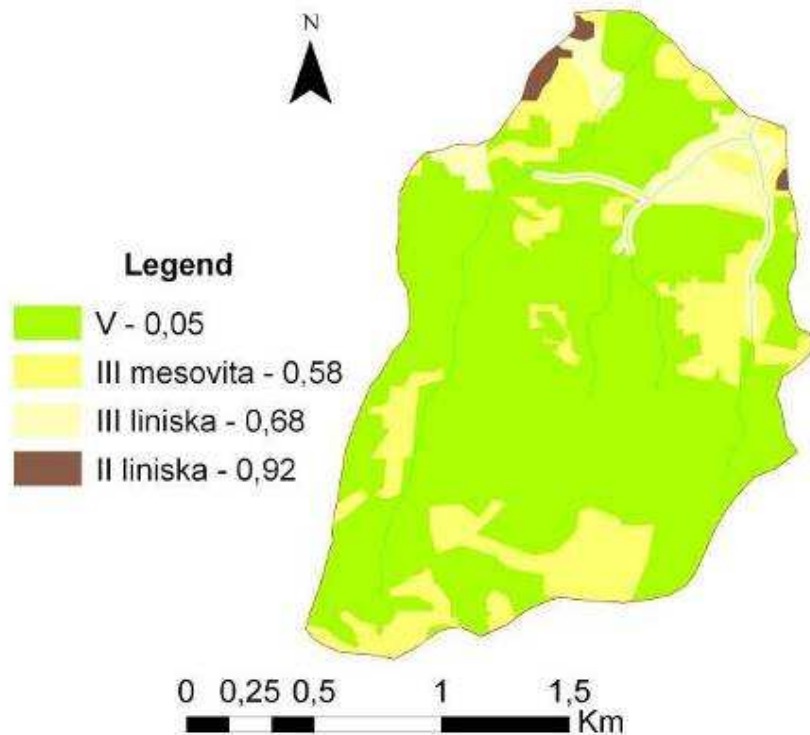 N
Legend
V - 0,05
III mesovita - 0,58
III liniska - 0,68
II liniska - 0,92
0 0,25 0,5 1 1,5
Km